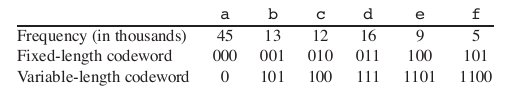 a b c d e f
Frequency (in thousands) 45 13 12 16 9 5
Fixed-length codeword 000 001 010 011 100 101
Variable-length codeword 0 101 100 111 1101 1100